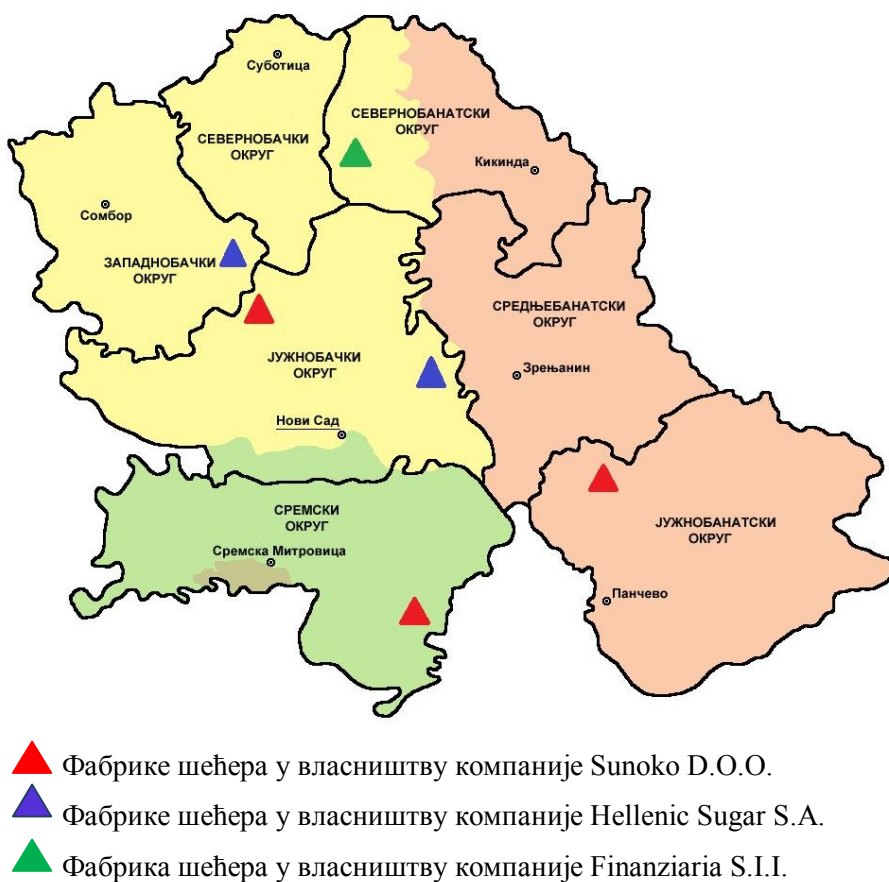 Суботица
СЕВЕРНОБАЧКИ
ОКРУГ
СЕВЕРНОБАНАТСКИ
ОКРУГ
Кикинда
Сомбор
ЗАПАДНОБАЧКИ
ОКРУГ
СРЕДЊЕБАНАТСКИ
ОКРУГ
ЈУЖНОБАЧКИ
ОКРУГ
Зрењанин
Нови Сад
СРЕМСКИ
ОКРУГ
Сремска Митровица
ЈУЖНОБАНАТСКИ
ОКРУГ
Панчево
Фабрике шећера у власништву компаније Sunoko D.O.O.
Фабрике шећера у власништву компаније Hellenic Sugar S.A.
Фабрика шећера у власништву компаније Finanziaria S.I.I.